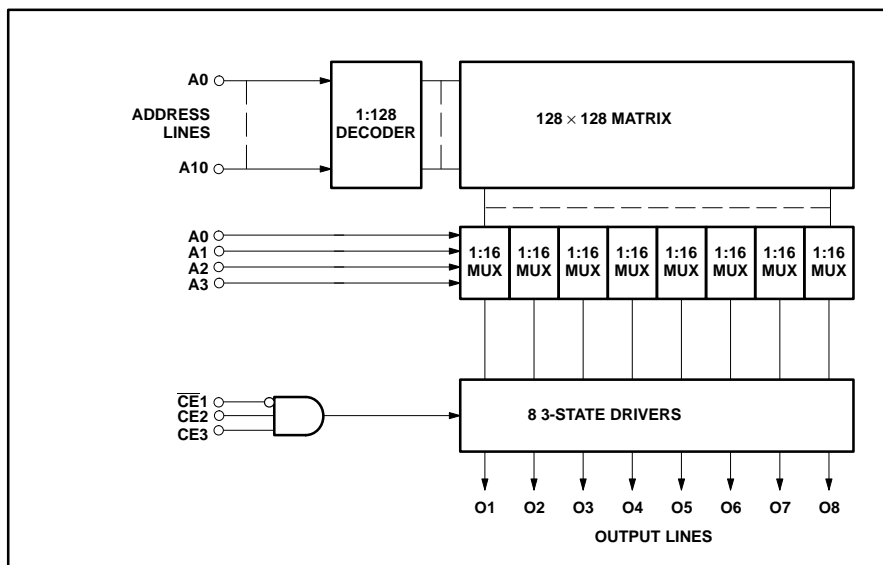 A0
ADDRESS
LINES
A10
1:128
DECODER
128 × 128 MATRIX
A0
A1
A2
A3
1:16 1:16 1:16 1:16 1:16 1:16 1:16 1:16
MUX MUX MUX MUX MUX MUX MUX MUX
C̅E̅1
CE2
CE3
8 3-STATE DRIVERS
O1 O2 O3 O4 O5 O6 O7 O8
OUTPUT LINES